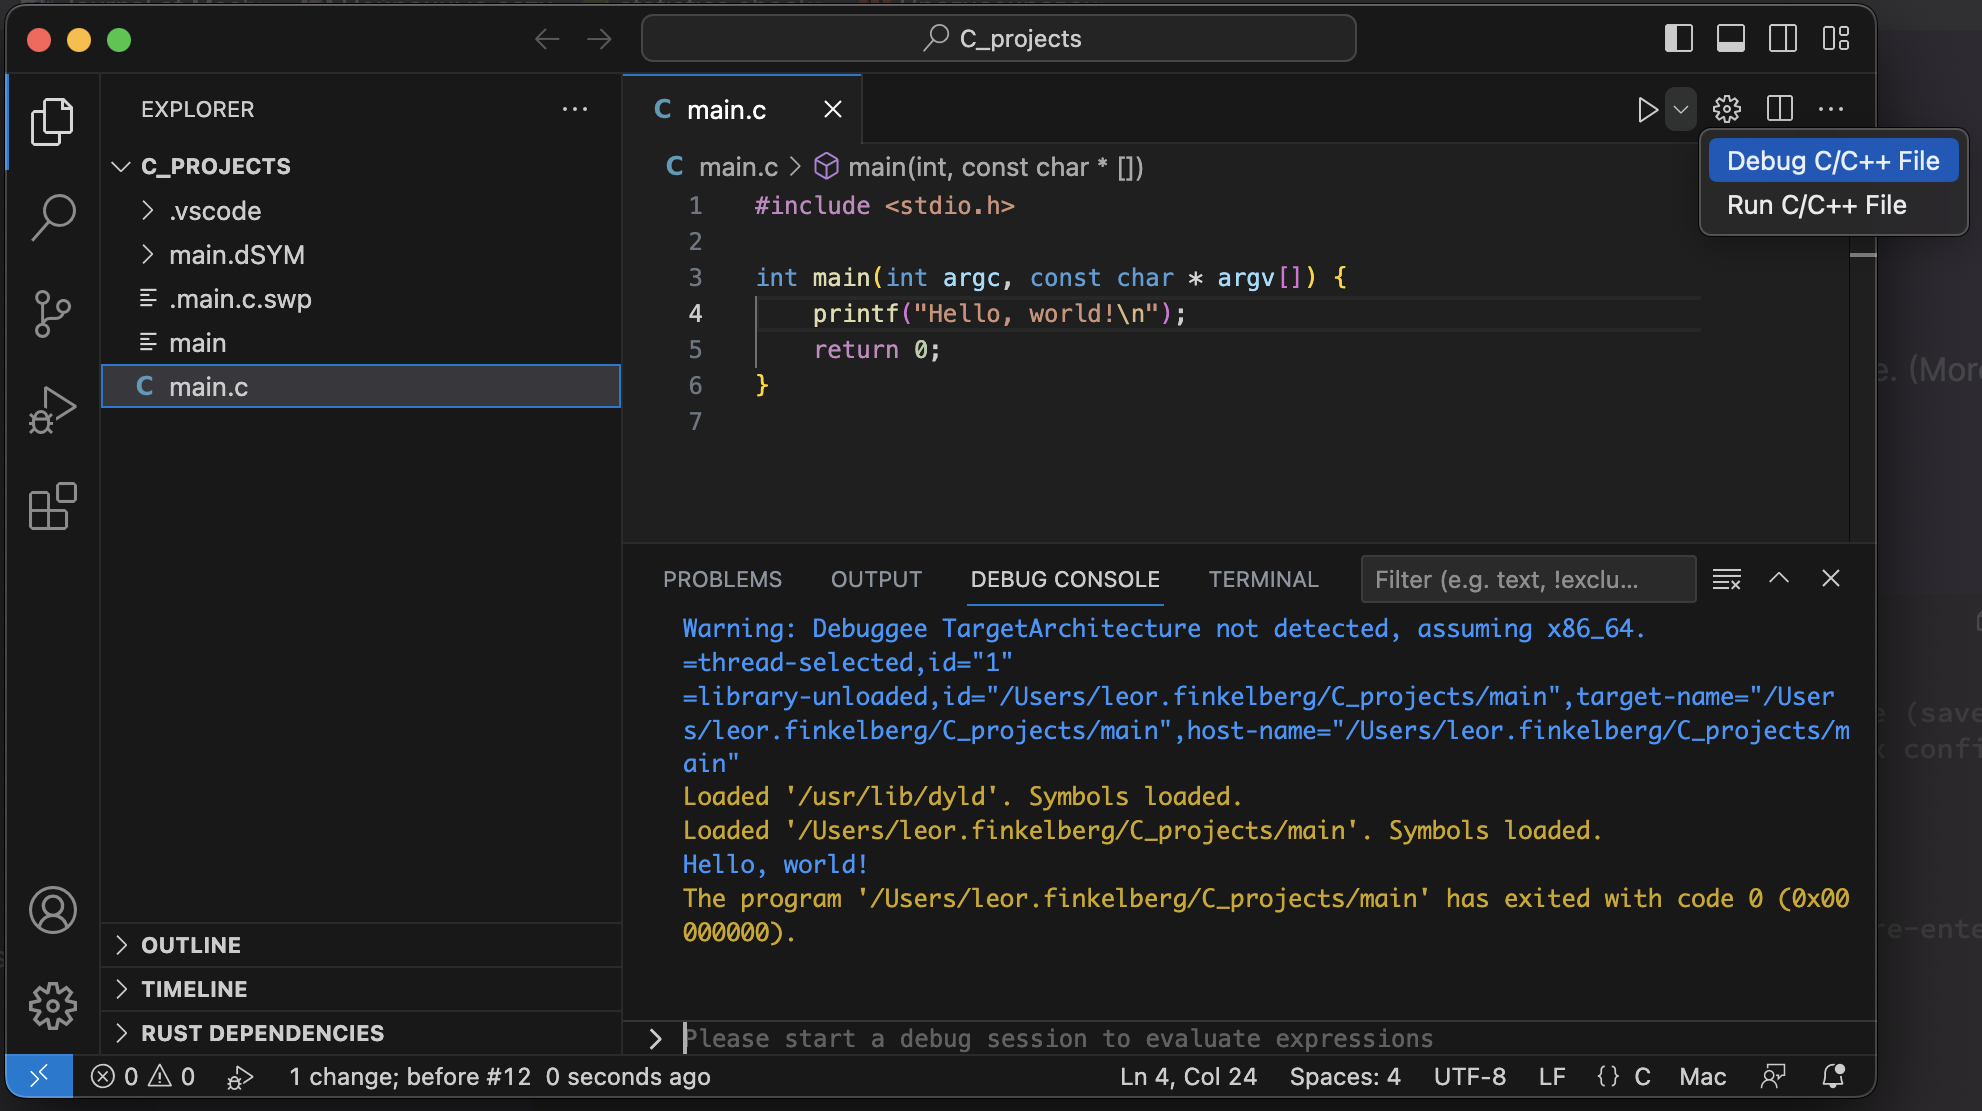 C_projects
EXPLORER
C_PROJECTS
.vscode
main.dSYM
.main.c.swp
main
C main.c
OUTLINE
TIMELINE
RUST DEPENDENCIES
C main.c
C main.c > main(int, const char * [])
1 #include <stdio.h>
2
3 int main(int argc, const char * argv[]) {
4 printf("Hello, world!\n");
5 return 0;
6 }
7
Debug C/C++ File
Run C/C++ File
PROBLEMS OUTPUT DEBUG CONSOLE TERMINAL Filter (e.g. text, !exclu...
Warning: Debuggee TargetArchitecture not detected, assuming x86_64.
=thread-selected,id="1"
=library-unloaded,id="/Users/leor.finkelberg/C_projects/main",target-name="/User
s/leor.finkelberg/C_projects/main",host-name="/Users/leor.finkelberg/C_projects/m
ain"
Loaded '/usr/lib/dyld'. Symbols loaded.
Loaded '/Users/leor.finkelberg/C_projects/main'. Symbols loaded.
Hello, world!
The program '/Users/leor.finkelberg/C_projects/main' has exited with code 0 (0x00
000000).
Please start a debug session to evaluate expressions
0 0 1 change; before #12 0 seconds ago Ln 4, Col 24 Spaces: 4 UTF-8 LF {} C Mac
e. (More
(save
confi
re-ente